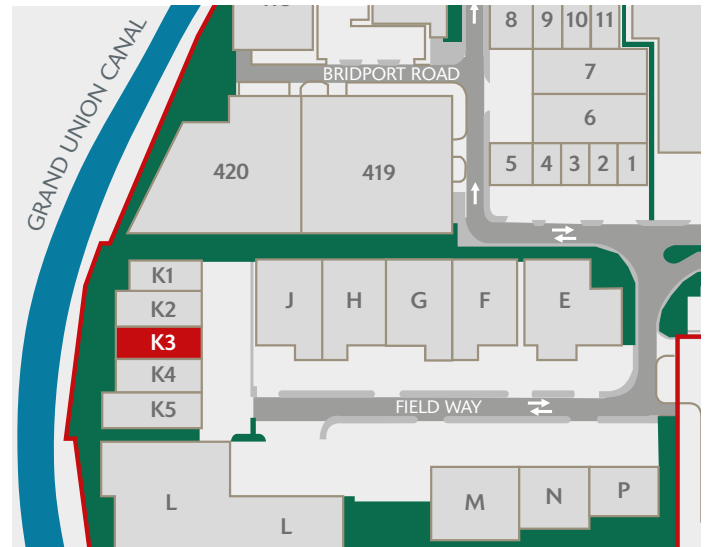 8 9 10 11
BRIDPORT ROAD
7
GRAND UNION CANAL
6
420 419
5 4 3 2 1
K1
K2
J H G F E
K3
K4
K5
FIELD WAY
L
L
M N P